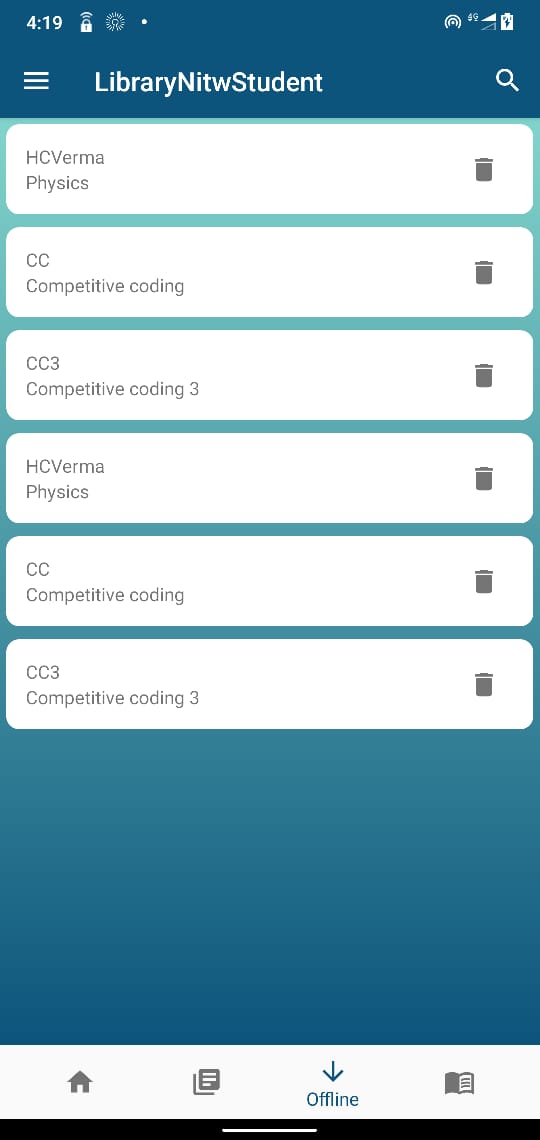 4:19
4G
LibraryNitwStudent
HCVerma
Physics
CC
Competitive coding
CC3
Competitive coding 3
HCVerma
Physics
CC
Competitive coding
CC3
Competitive coding 3
Offline